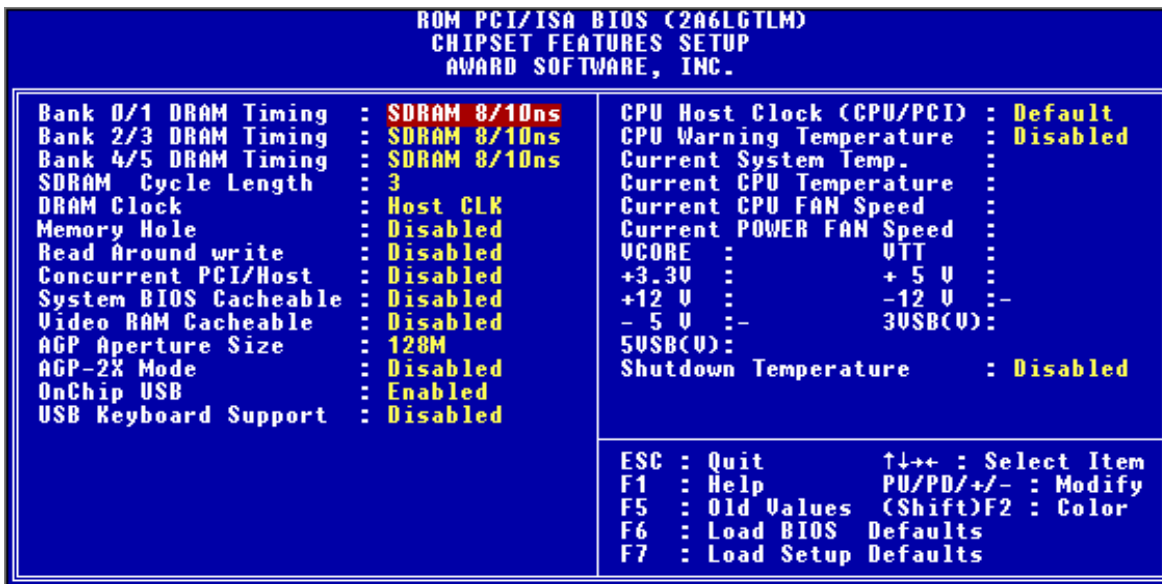 ROM PCI/ISA BIOS (2A6LGTLM)
CHIPSET FEATURES SETUP
AWARD SOFTWARE, INC.
Bank 0/1 DRAM Timing : SDRAM 8/10ns
Bank 2/3 DRAM Timing : SDRAM 8/10ns
Bank 4/5 DRAM Timing : SDRAM 8/10ns
SDRAM Cycle Length : 3
DRAM Clock : Host CLK
Memory Hole : Disabled
Read Around write : Disabled
Concurrent PCI/Host : Disabled
System BIOS Cacheable : Disabled
Video RAM Cacheable : Disabled
AGP Aperture Size : 128M
AGP-2X Mode : Disabled
OnChip USB : Enabled
USB Keyboard Support : Disabled
CPU Host Clock (CPU/PCI) : Default
CPU Warning Temperature : Disabled
Current System Temp. :
Current CPU Temperature :
Current CPU FAN Speed :
Current POWER FAN Speed :
VCORE : VTT :
+3.3V : + 5 V :
+12 V : -12 V :-
- 5 V :- 3VSB(V):
5VSB(V):
Shutdown Temperature : Disabled
ESC : Quit ↑↓→← : Select Item
F1 : Help PU/PD/+/- : Modify
F5 : Old Values (Shift)F2 : Color
F6 : Load BIOS Defaults
F7 : Load Setup Defaults